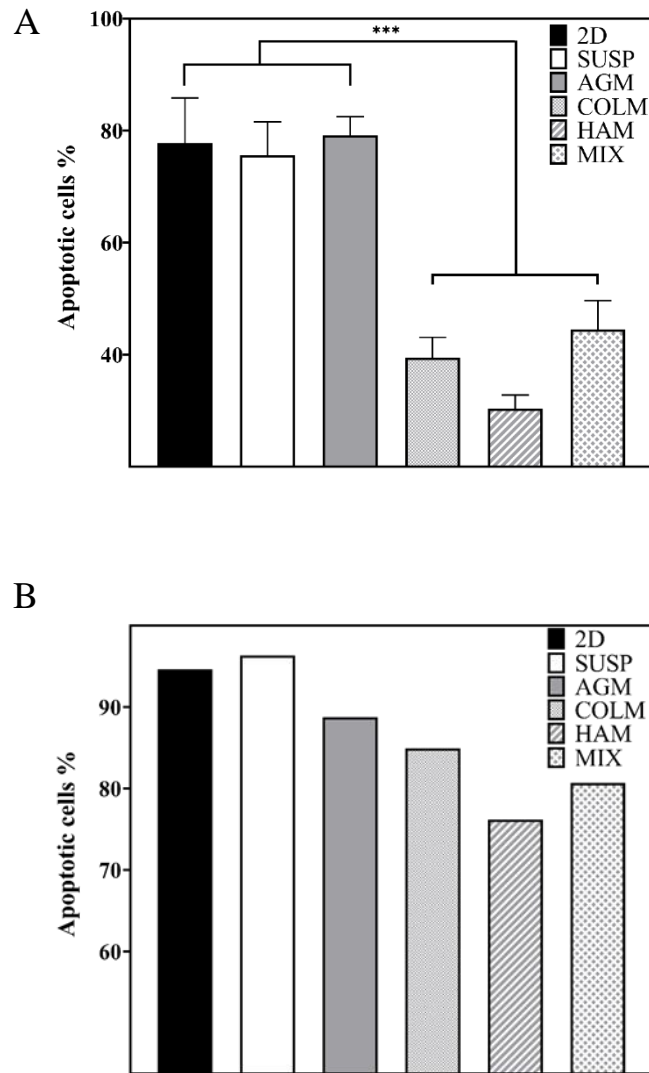 A
100
80
60
40
Apoptotic cells %
***
2D
SUSP
AGM
COLM
HAM
MIX
B
90
80
70
60
Apoptotic cells %
2D
SUSP
AGM
COLM
HAM
MIX